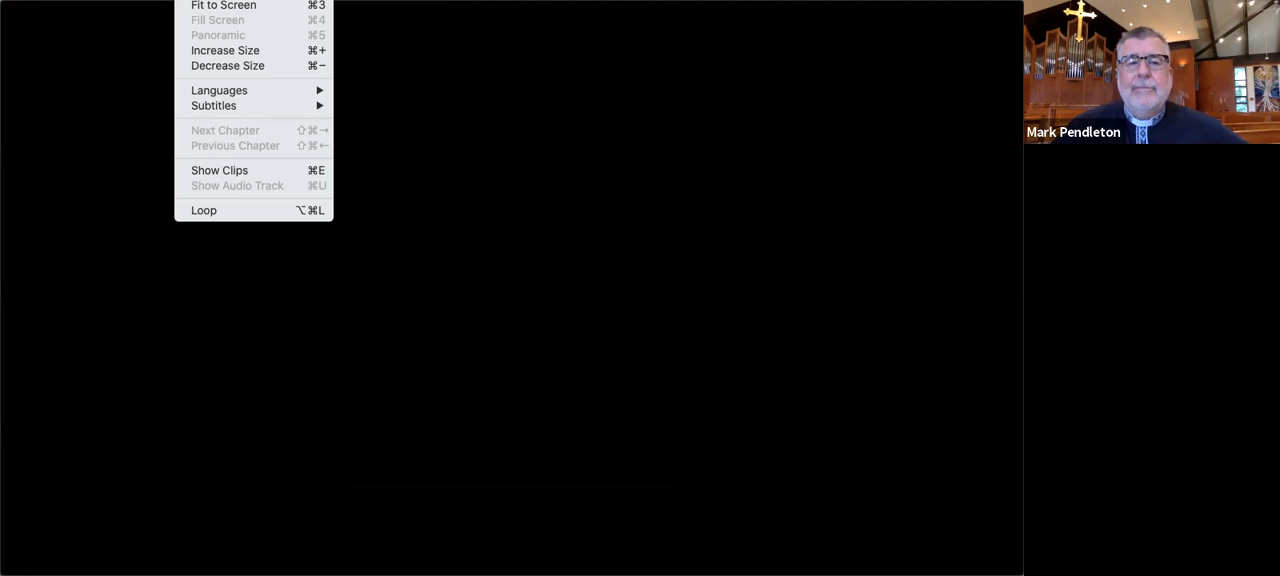 Fit to Screen ⌘3
Fill Screen ⌘4
Panoramic ⌘5
Increase Size ⌘+
Decrease Size ⌘−
Languages ▶
Subtitles ▶
Next Chapter ⇧⌘→
Previous Chapter ⇧⌘←
Show Clips ⌘E
Show Audio Track ⌘U
Loop ⌥⌘L
Mark Pendleton